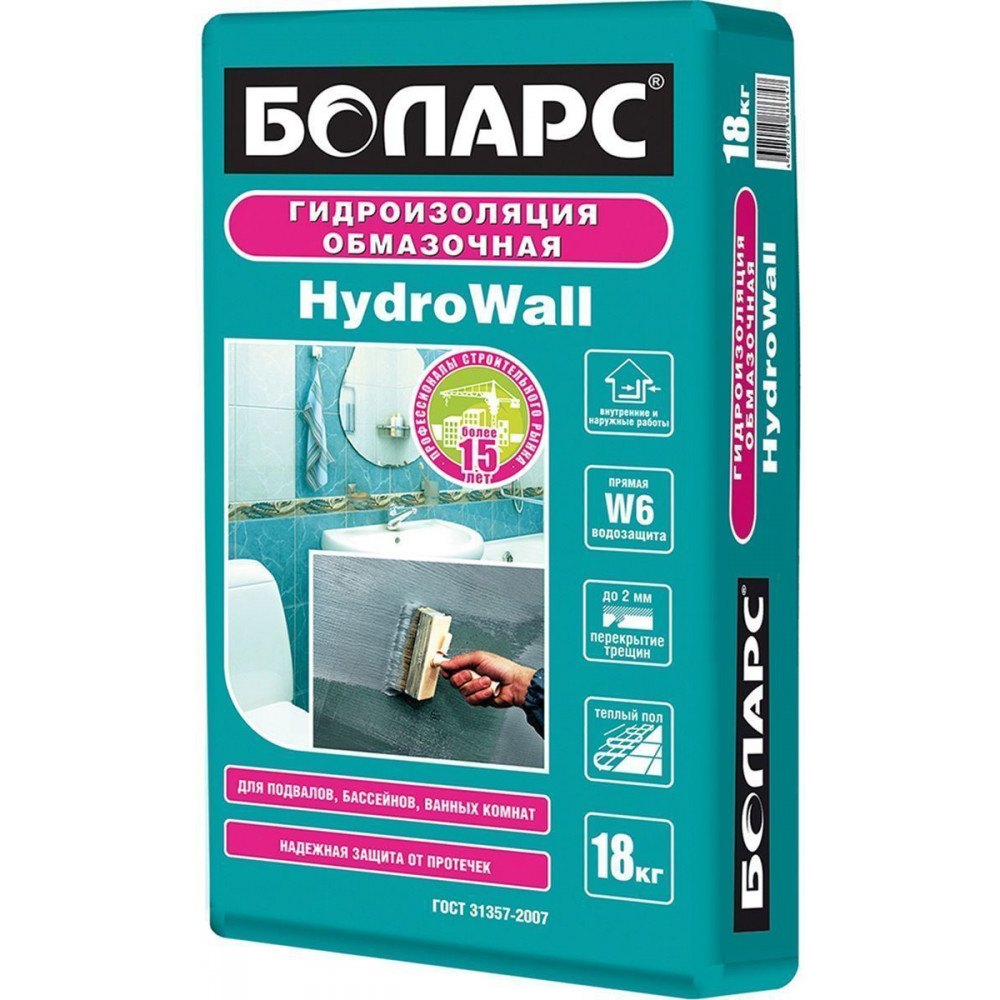 БОЛАРС®
ГИДРОИЗОЛЯЦИЯ
ОБМАЗОЧНАЯ
HydroWall
ПРОФЕССИОНАЛЫ СТРОИТЕЛЬНОГО РЫНКА
более
15
лет
внутренние и
наружные работы
ПРЯМАЯ
W6
водозащита
до 2 мм
перекрытие
трещин
теплый пол
18кг
ДЛЯ ПОДВАЛОВ, БАССЕЙНОВ, ВАННЫХ КОМНАТ
НАДЕЖНАЯ ЗАЩИТА ОТ ПРОТЕЧЕК
ГОСТ 31357-2007
18кг
ГИДРОИЗОЛЯЦИЯ
ОБМАЗОЧНАЯ
HydroWall
БОЛАРС®